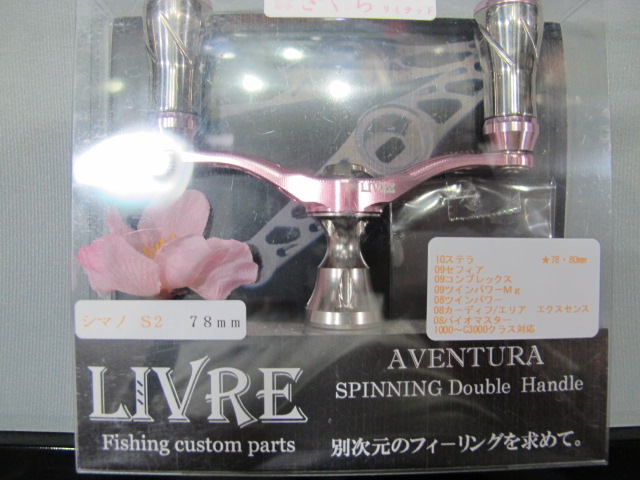 さくら リミテッド
LIVRE
10ステラ ★78・80mm
09セフィア
09コンプレックス
09ツインパワーMg
08ツインパワー
08カーディフ/エリア エクスセンス
08バイオマスター
1000～C3000クラス対応
シマノ S2 78mm
LIVRE
Fishing custom parts
AVENTURA
SPINNING Double Handle
別次元のフィーリングを求めて。